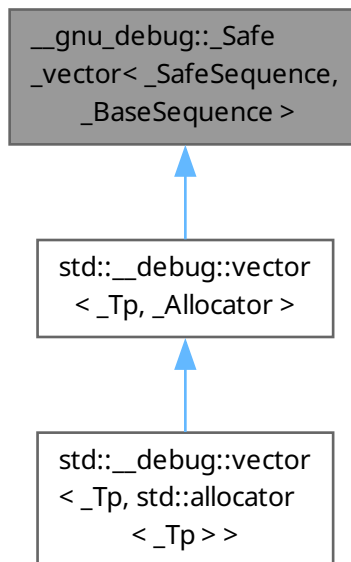 __gnu_debug::_Safe
_vector< _SafeSequence,
_BaseSequence >
std::__debug::vector
< _Tp, _Allocator >
std::__debug::vector
< _Tp, std::allocator
< _Tp > >